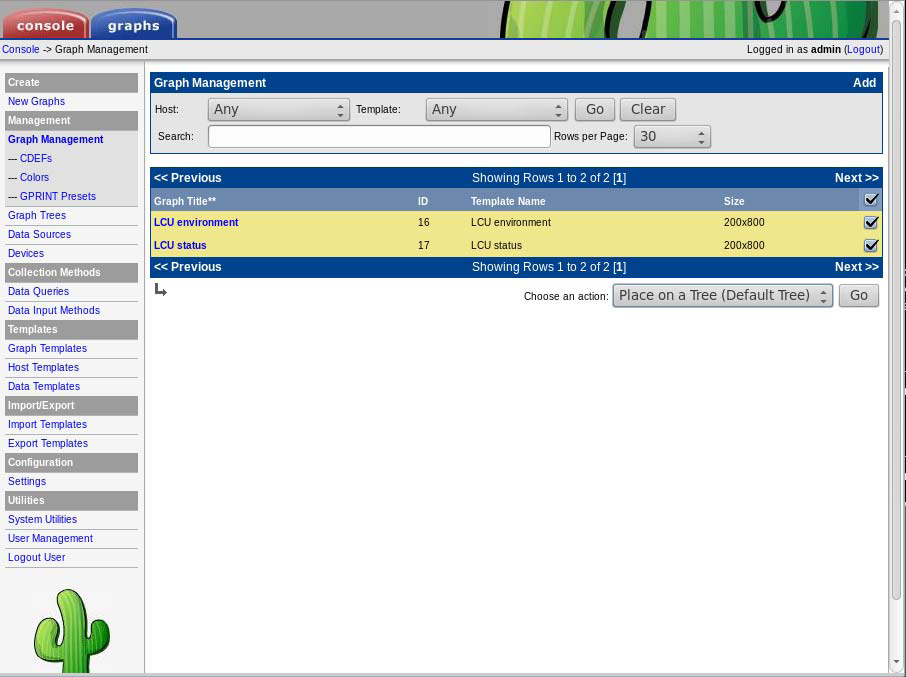 console graphs
Console -> Graph Management
Logged in as admin (Logout)
Create
New Graphs
Management
Graph Management
--- CDEFs
--- Colors
--- GPRINT Presets
Graph Trees
Data Sources
Devices
Collection Methods
Data Queries
Data Input Methods
Templates
Graph Templates
Host Templates
Data Templates
Import/Export
Import Templates
Export Templates
Configuration
Settings
Utilities
System Utilities
User Management
Logout User
Graph Management Add
Host: Any Template: Any Go Clear
Search: Rows per Page: 30
<< Previous Showing Rows 1 to 2 of 2 [1] Next >>
Graph Title** ID Template Name Size
LCU environment 16 LCU environment 200x800
LCU status 17 LCU status 200x800
<< Previous Showing Rows 1 to 2 of 2 [1] Next >>
Choose an action: Place on a Tree (Default Tree) Go